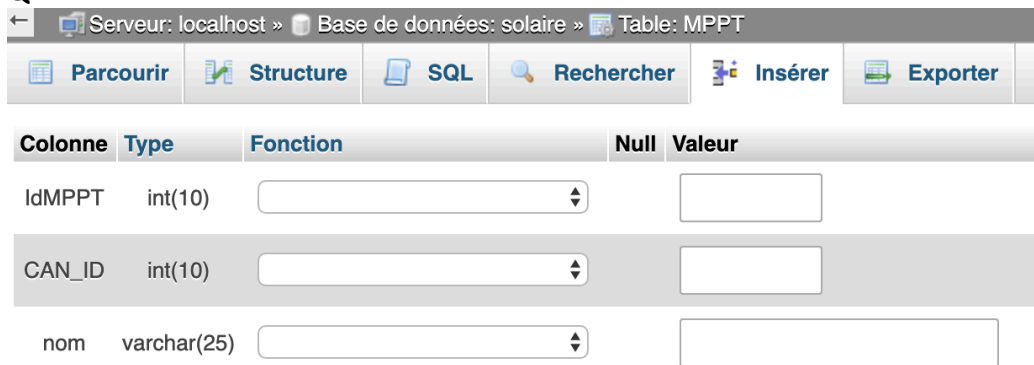 Serveur: localhost » Base de données: solaire » Table: MPPT
Parcourir Structure SQL Rechercher Insérer Exporter
Colonne Type Fonction Null Valeur
IdMPPT int(10)
CAN_ID int(10)
nom varchar(25)